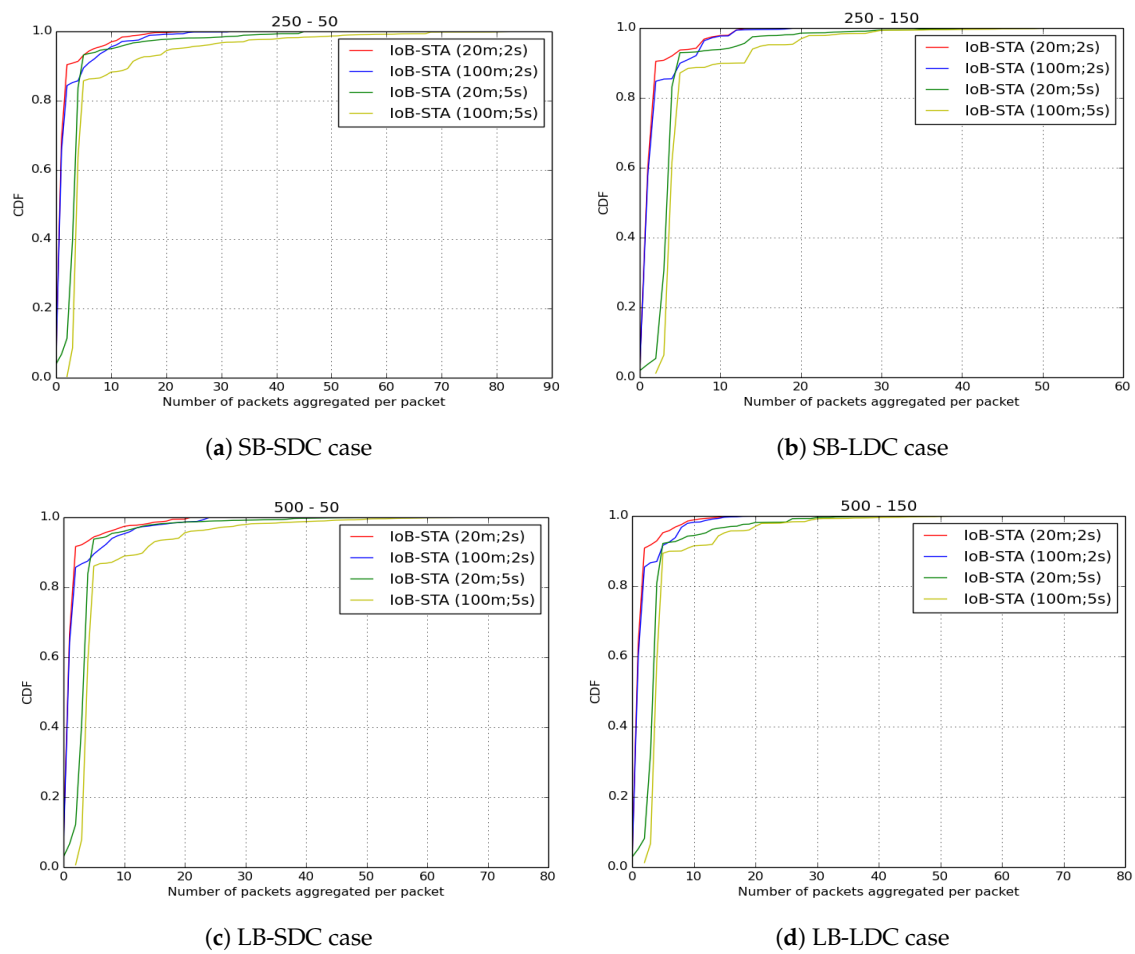 250 - 50
1.0
0.8
0.6
0.4
0.2
0.0
CDF
IoB-STA (20m;2s)
IoB-STA (100m;2s)
IoB-STA (20m;5s)
IoB-STA (100m;5s)
0 10 20 30 40 50 60 70 80 90
Number of packets aggregated per packet
(a) SB-SDC case
250 - 150
1.0
0.8
0.6
0.4
0.2
0.0
CDF
IoB-STA (20m;2s)
IoB-STA (100m;2s)
IoB-STA (20m;5s)
IoB-STA (100m;5s)
0 10 20 30 40 50 60
Number of packets aggregated per packet
(b) SB-LDC case
500 - 50
1.0
0.8
0.6
0.4
0.2
0.0
CDF
IoB-STA (20m;2s)
IoB-STA (100m;2s)
IoB-STA (20m;5s)
IoB-STA (100m;5s)
0 10 20 30 40 50 60 70 80
Number of packets aggregated per packet
(c) LB-SDC case
500 - 150
1.0
0.8
0.6
0.4
0.2
0.0
CDF
IoB-STA (20m;2s)
IoB-STA (100m;2s)
IoB-STA (20m;5s)
IoB-STA (100m;5s)
0 10 20 30 40 50 60 70 80
Number of packets aggregated per packet
(d) LB-LDC case